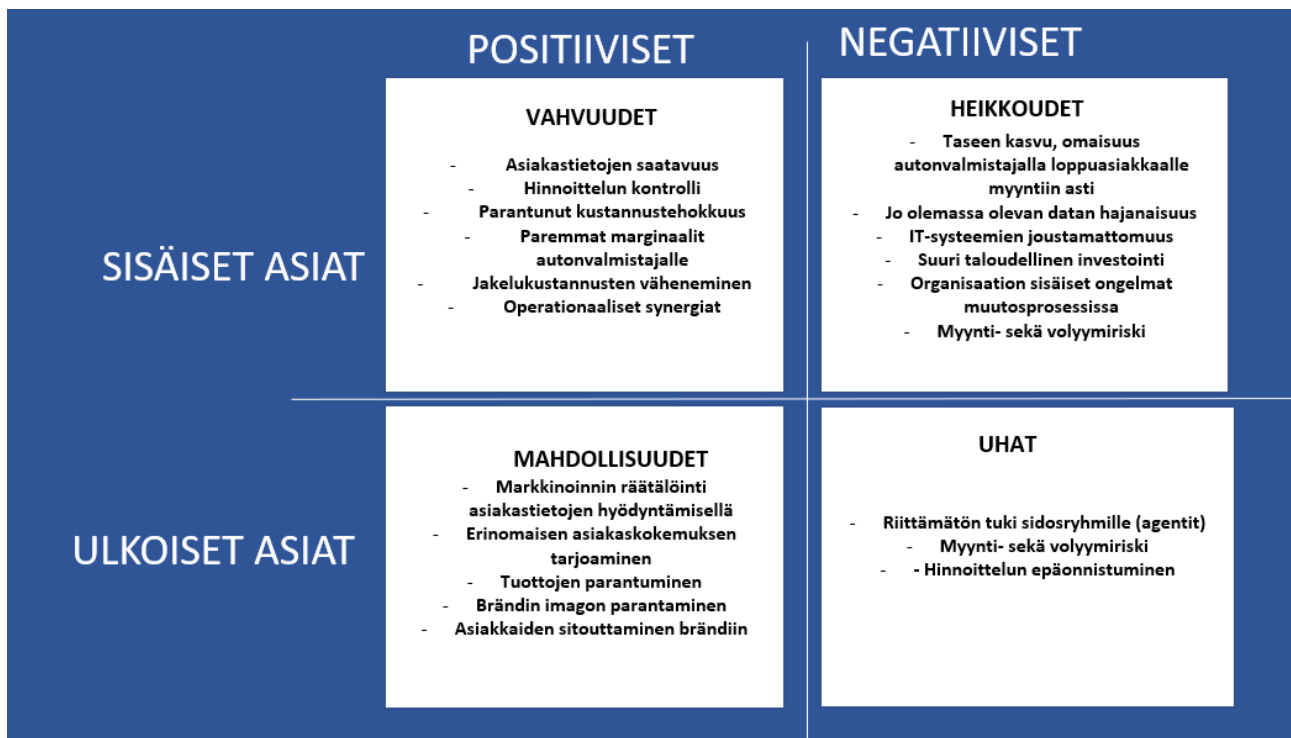 POSITIIVISET
NEGATIIVISET
SISÄISET ASIAT
VAHVUUDET
- Asiakastietojen saatavuus
- Hinnoittelun kontrolli
- Parantunut kustannustehokkuus
- Paremmat marginaalit
autonvalmistajalle
- Jakelukustannusten väheneminen
- Operationaaliset synergiat
HEIKKOUDET
- Taseen kasvu, omaisuus
autonvalmistajalla loppuasiakkaalle
myyntiin asti
- Jo olemassa olevan datan hajanaisuus
- IT-systeemien joustamattomuus
- Suuri taloudellinen investointi
- Organisaation sisäiset ongelmat
muutosprosessissa
- Myynti- sekä volyymiriski
ULKOISET ASIAT
MAHDOLLISUUDET
- Markkinoinnin räätälöinti
asiakastietojen hyödyntämisellä
- Erinomaisen asiakaskokemuksen
tarjoaminen
- Tuottojen parantuminen
- Brändin imagon parantaminen
- Asiakkaiden sitouttaminen brändiin
UHAT
- Riittämätön tuki sidosryhmille (agentit)
- Myynti- sekä volyymiriski
- - Hinnoittelun epäonnistuminen